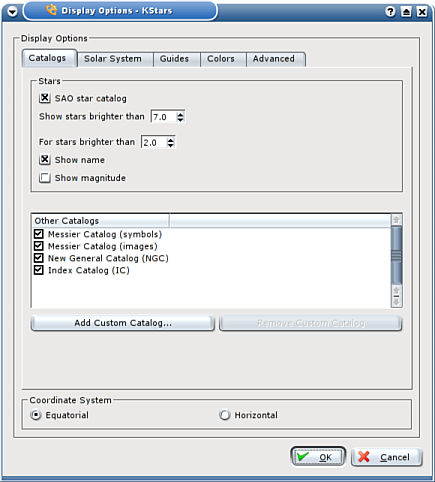 Display Options - KStars
Display Options
Catalogs Solar System Guides Colors Advanced
Stars
SAO star catalog
Show stars brighter than 7.0
For stars brighter than 2.0
Show name
Show magnitude
Other Catalogs
Messier Catalog (symbols)
Messier Catalog (images)
New General Catalog (NGC)
Index Catalog (IC)
Add Custom Catalog... Remove Custom Catalog
Coordinate System
Equatorial Horizontal
OK Cancel